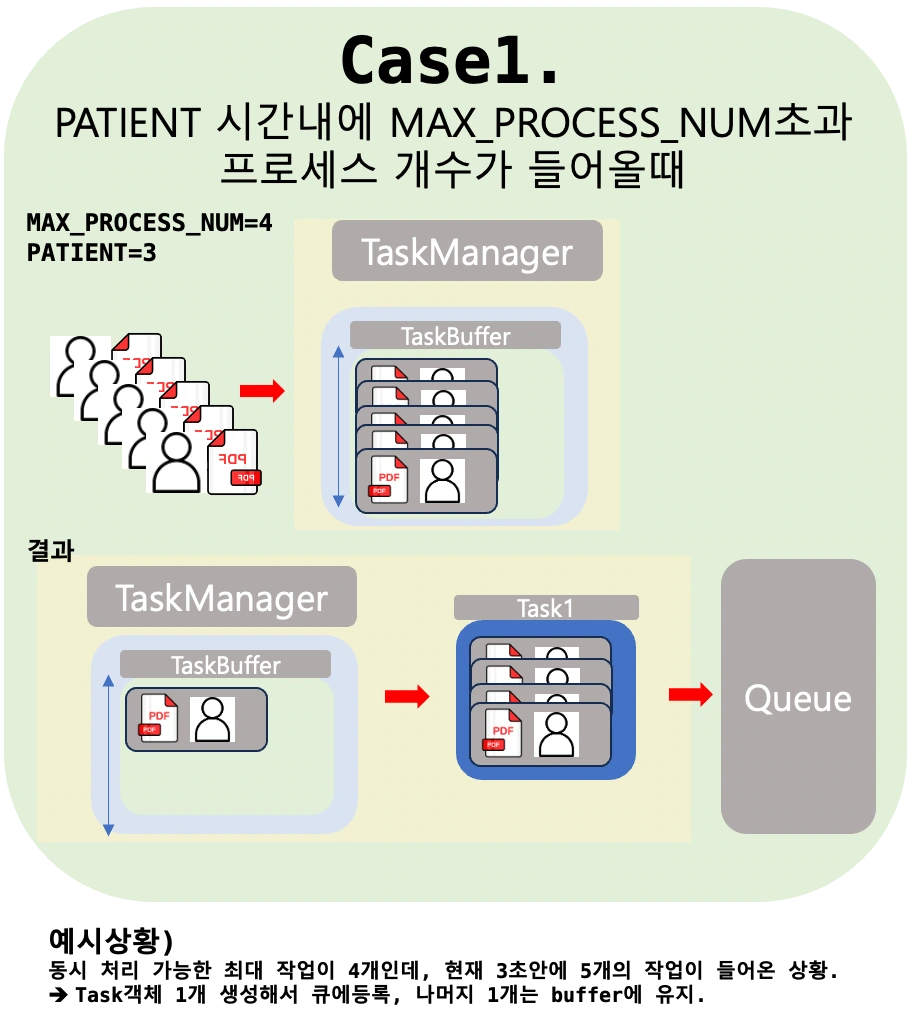 Case1.
PATIENT 시간내에 MAX_PROCESS_NUM초과
프로세스 개수가 들어올때
MAX_PROCESS_NUM=4
PATIENT=3
TaskManager
TaskBuffer
PDF
PDF
PDF
PDF
결과
TaskManager
TaskBuffer
PDF
PDF
Task1
PDF
PDF
Queue
예시상황)
동시 처리 가능한 최대 작업이 4개인데, 현재 3초안에 5개의 작업이 들어온 상황.
➔ Task객체 1개 생성해서 큐에등록, 나머지 1개는 buffer에 유지.